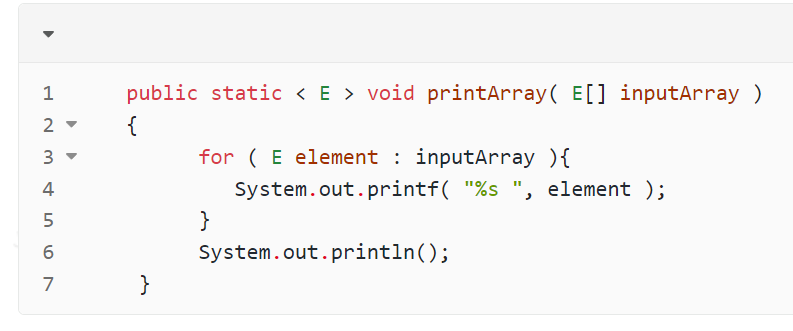 1 public static < E > void printArray( E[] inputArray )
2 {
3 for ( E element : inputArray ){
4 System.out.printf( "%s ", element );
5 }
6 System.out.println();
7 }